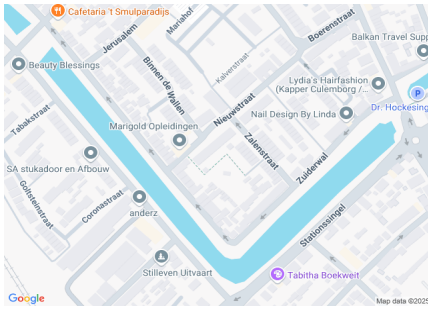 Cafetaria 't Smulparadijs
Mariahof
Jerusalem
Boerenstraat
Balkan Travel Supp
Beauty Blessings
Binnen de Wallen
Kalverstraat
Lydia's Hairfashion
(Kapper Culemborg /...
Dr. Hockesing
Nieuwstraat
Nail Design By Linda
Tabakstraat
Marigold Opleidingen
Zalenstraat
Zuiderwal
SA stukadoor en Afbouw
Goltsteinstraat
Coronastraat
anderz
Stationssingel
Stilleven Uitvaart
Tabitha Boekweit
Google
Map data ©2025